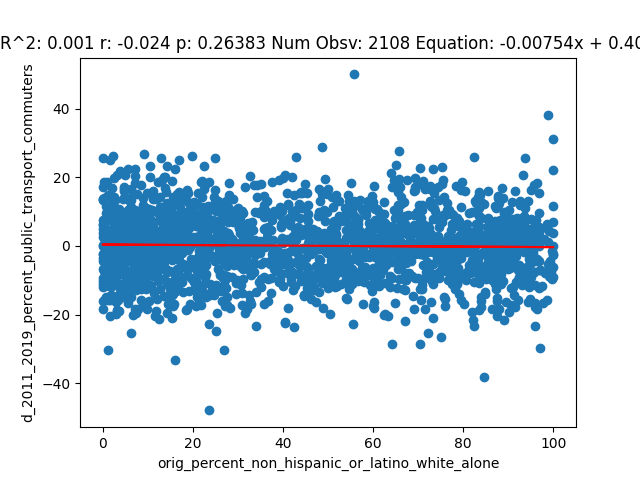 R^2: 0.001 r: -0.024 p: 0.26383 Num Obsv: 2108 Equation: -0.00754x + 0.40
d_2011_2019_percent_public_transport_commuters
40
20
0
−20
−40
0 20 40 60 80 100
orig_percent_non_hispanic_or_latino_white_alone